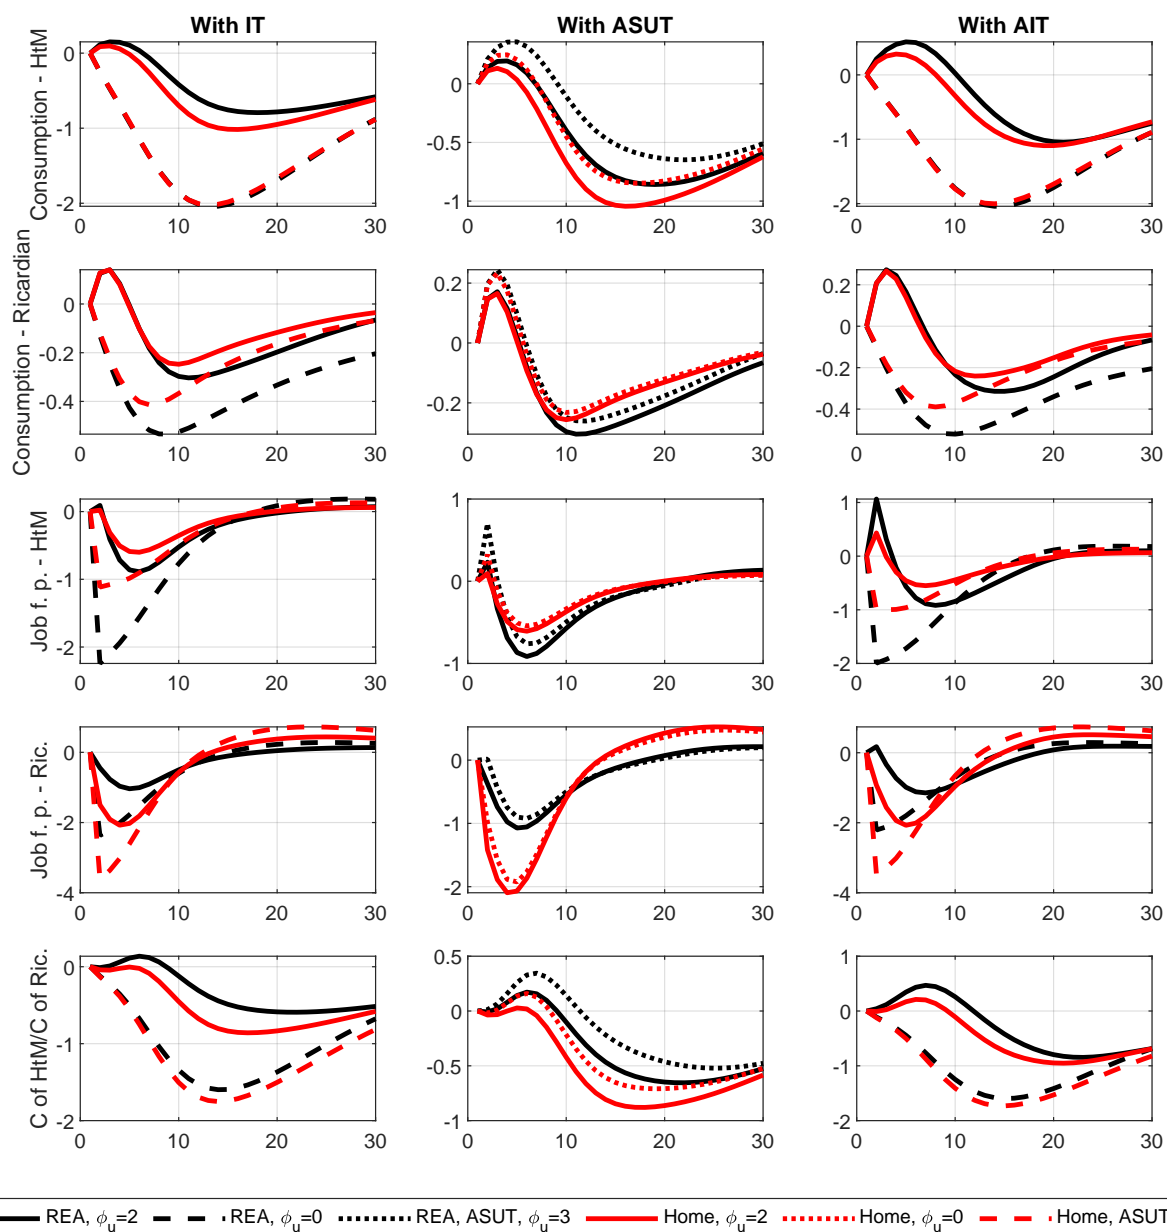 With IT With ASUT With AIT
Consumption - HtM
0
-1
-2
0 10 20 30
0
-0.5
-1
0 10 20 30
0
-1
-2
0 10 20 30
Consumption - Ricardian
0
-0.2
-0.4
0 10 20 30
0.2
0
-0.2
0 10 20 30
0.2
0
-0.2
-0.4
0 10 20 30
Job f. p. - HtM
0
-1
-2
0 10 20 30
1
0
-1
0 10 20 30
1
0
-1
-2
0 10 20 30
Job f. p. - Ric.
0
-2
-4
0 10 20 30
0
-1
-2
0 10 20 30
0
-2
-4
0 10 20 30
C of HtM/C of Ric.
0
-1
-2
0 10 20 30
0.5
0
-0.5
-1
0 10 20 30
1
0
-1
-2
0 10 20 30
REA, ϕu=2 REA, ϕu=0 REA, ASUT, ϕu=3 Home, ϕu=2 Home, ϕu=0 Home, ASUT